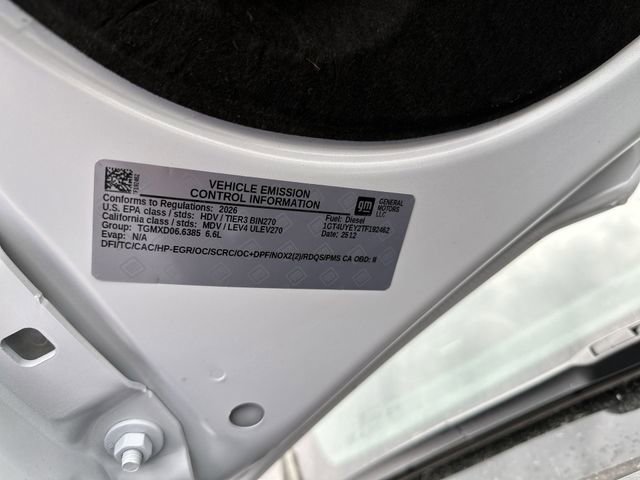 VEHICLE EMISSION
CONTROL INFORMATION
Conforms to Regulations: 2026
U.S. EPA class / stds: HDV / TIER3 BIN270
California class / stds: MDV / LEV4 ULEV270
Group: TGMXD06.6385 6.6L
Evap: N/A
DFI/TC/CAC/HP-EGR/OC/SCRC/OC+DPF/NOX2(2)/RDQS/PMS CA OBD: II
gm
GENERAL MOTORS LLC.
Fuel: Diesel
1GT4UYEY2TF192462
Date: 2512